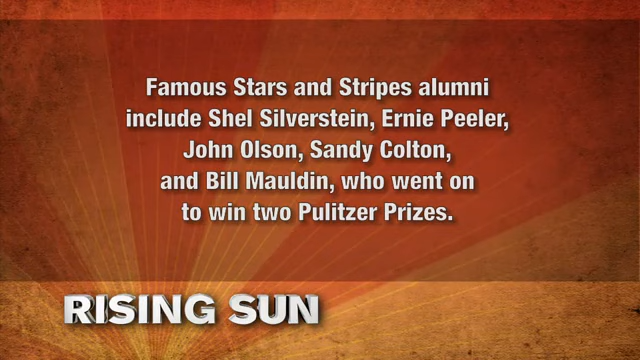 Famous Stars and Stripes alumni
include Shel Silverstein, Ernie Peeler,
John Olson, Sandy Colton,
and Bill Mauldin, who went on
to win two Pulitzer Prizes.
RISING SUN